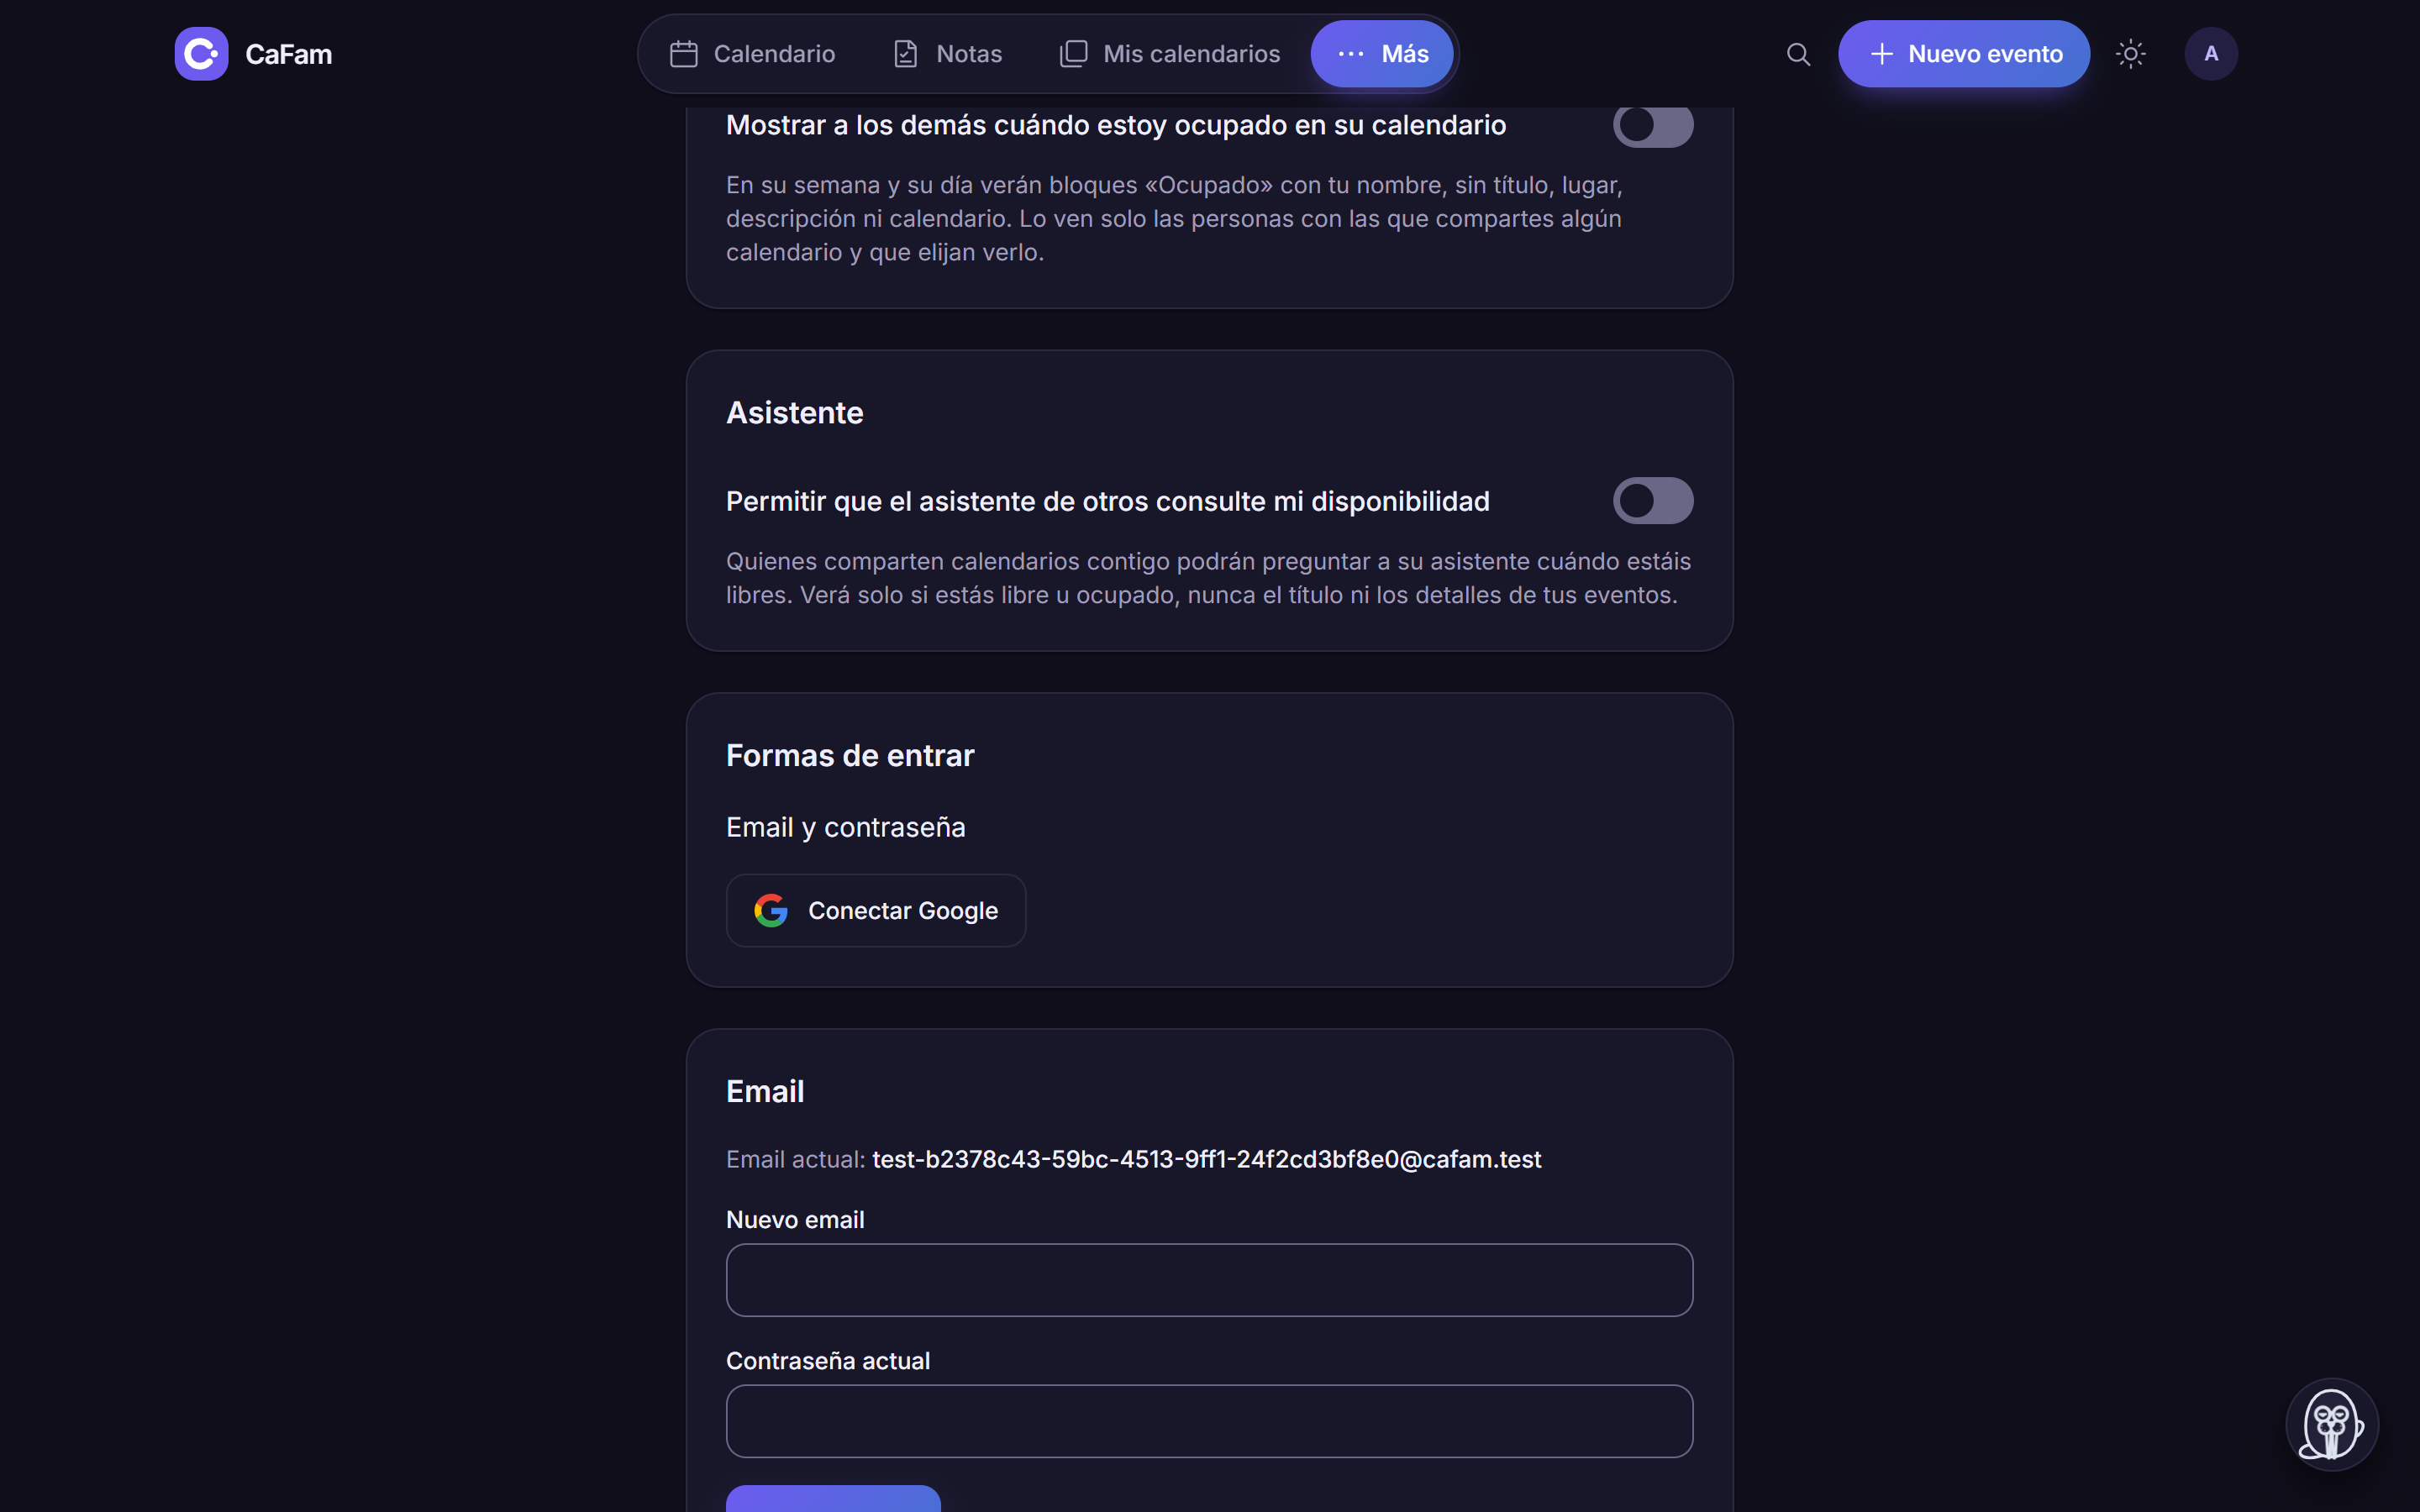 CaFam
Calendario
Notas
Mis calendarios
Más
Nuevo evento
A
Mostrar a los demás cuándo estoy ocupado en su calendario
En su semana y su día verán bloques «Ocupado» con tu nombre, sin título, lugar,
descripción ni calendario. Lo ven solo las personas con las que compartes algún
calendario y que elijan verlo.
Asistente
Permitir que el asistente de otros consulte mi disponibilidad
Quienes comparten calendarios contigo podrán preguntar a su asistente cuándo estáis
libres. Verá solo si estás libre u ocupado, nunca el título ni los detalles de tus eventos.
Formas de entrar
Email y contraseña
Conectar Google
Email
Email actual: test-b2378c43-59bc-4513-9ff1-24f2cd3bf8e0@cafam.test
Nuevo email
Contraseña actual